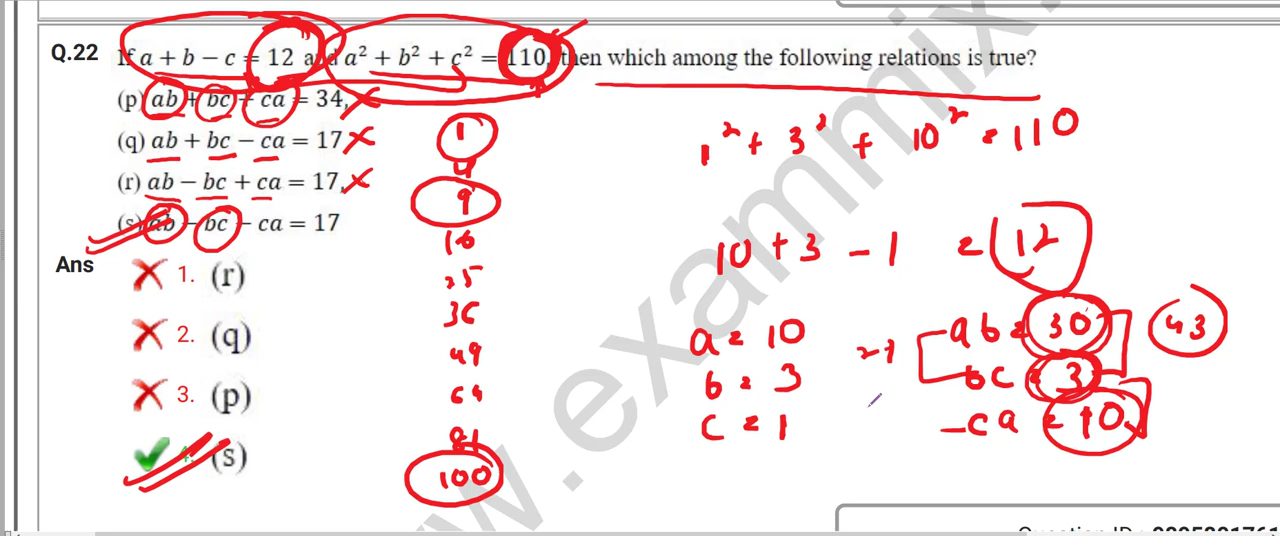 Q.22 If a + b − c = 12 and a² + b² + c² = 110, then which among the following relations is true?
(p) ab + bc + ca = 34,
(q) ab + bc − ca = 17
(r) ab − bc + ca = 17,
(s) ab − bc − ca = 17
Ans
1. (r)
2. (q)
3. (p)
(s)
1
4
9
16
25
36
49
64
81
100
1² + 3² + 10² = 110
10 + 3 − 1 = 12
a = 10
b = 3
c = 1
27
ab = 30
bc = 3
−ca = 10
43
www.exammix.